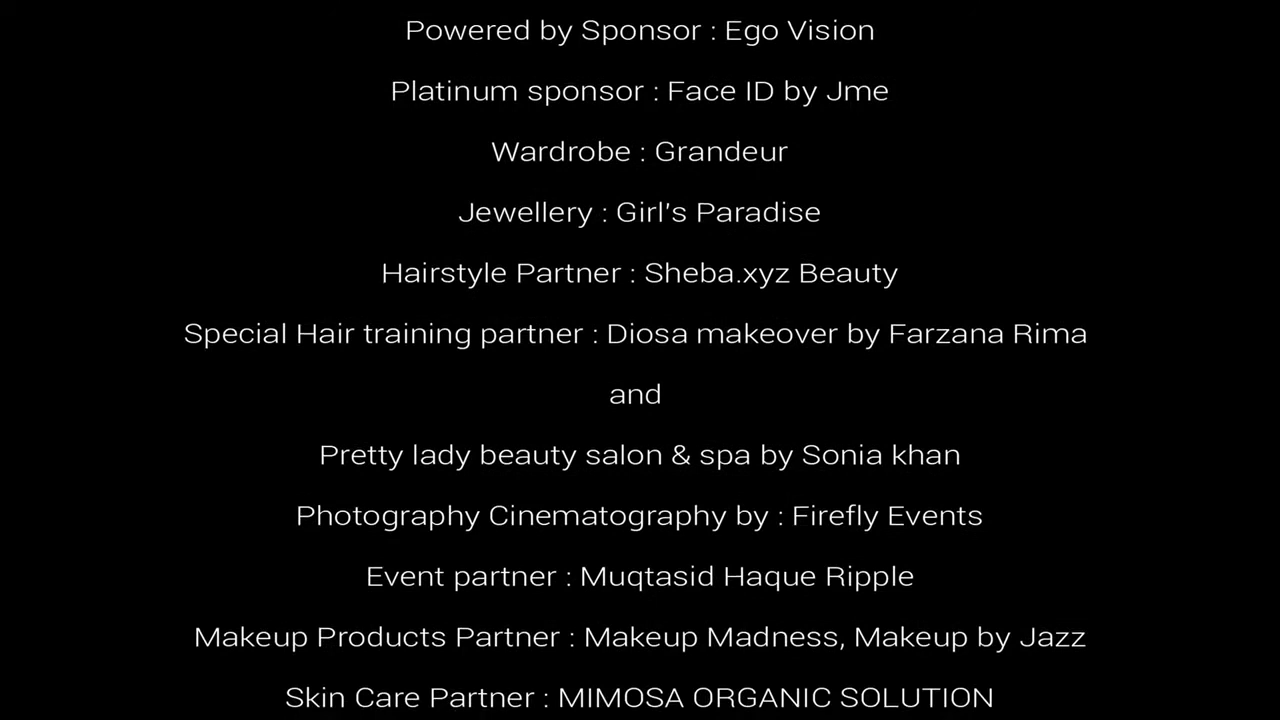 Powered by Sponsor : Ego Vision
Platinum sponsor : Face ID by Jme
Wardrobe : Grandeur
Jewellery : Girl's Paradise
Hairstyle Partner : Sheba.xyz Beauty
Special Hair training partner : Diosa makeover by Farzana Rima
and
Pretty lady beauty salon & spa by Sonia khan
Photography Cinematography by : Firefly Events
Event partner : Muqtasid Haque Ripple
Makeup Products Partner : Makeup Madness, Makeup by Jazz
Skin Care Partner : MIMOSA ORGANIC SOLUTION